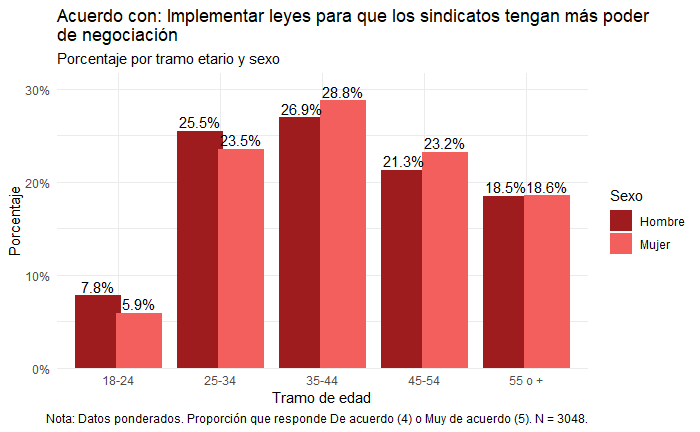 Acuerdo con: Implementar leyes para que los sindicatos tengan más poder
de negociación
Porcentaje por tramo etario y sexo
Porcentaje
30%
20%
10%
0%
7.8%
5.9%
25.5%
23.5%
26.9%
28.8%
21.3%
23.2%
18.5%
18.6%
18-24
25-34
35-44
45-54
55 o +
Tramo de edad
Sexo
Hombre
Mujer
Nota: Datos ponderados. Proporción que responde De acuerdo (4) o Muy de acuerdo (5). N = 3048.